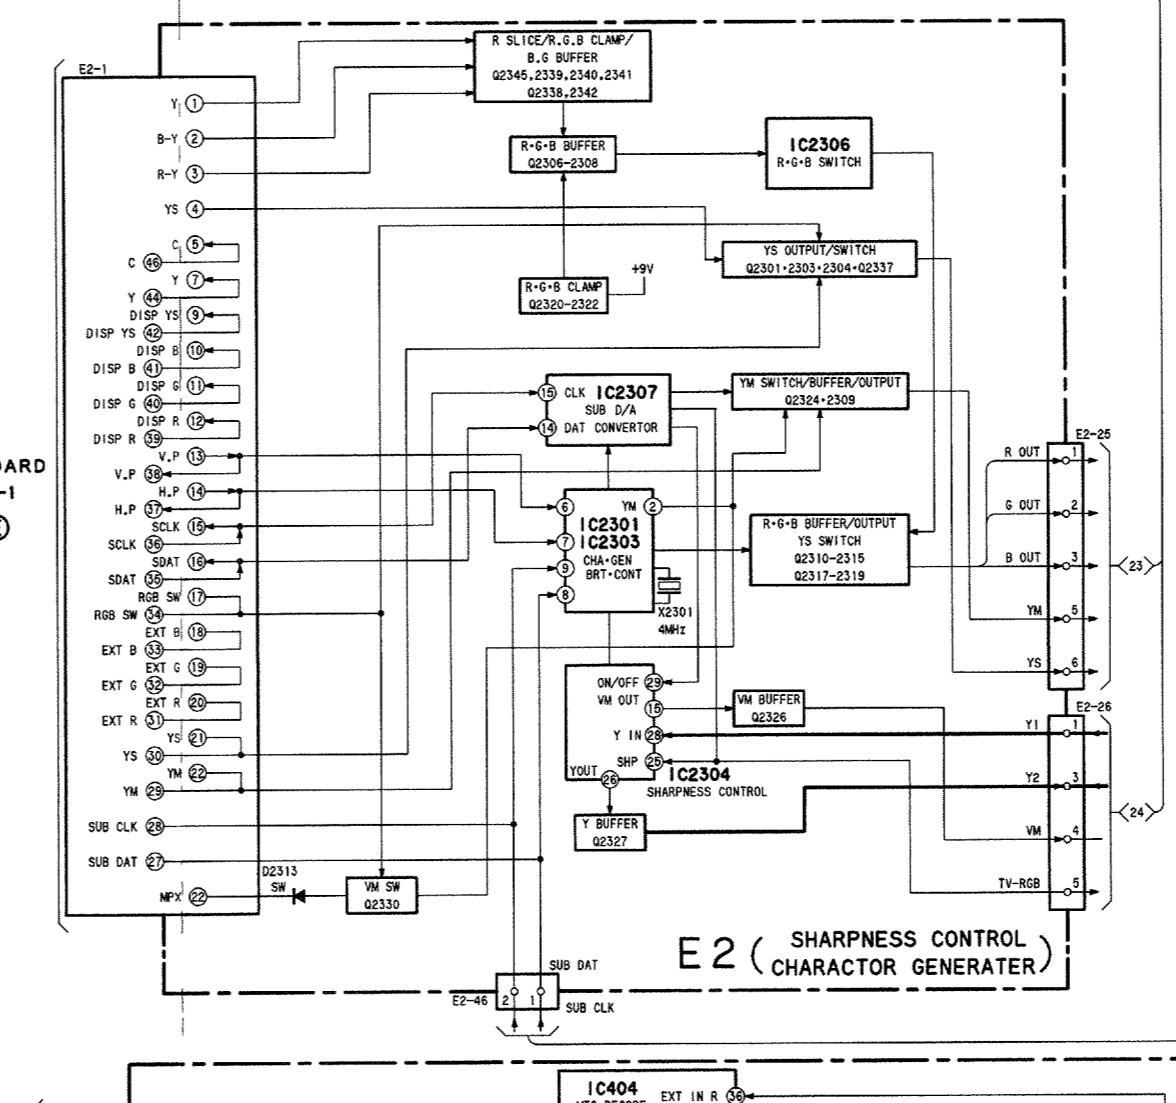 E2-1
Y 1
B-Y 2
R-Y 3
YS 4
C 5
C 46
Y 7
Y 44
DISP YS 9
DISP YS 42
DISP B 10
DISP B 41
DISP G 11
DISP G 40
DISP R 12
DISP R 39
V.P 13
V.P 38
H.P 14
H.P 37
SCLK 15
SCLK 36
SDAT 16
SDAT 35
RGB SW 17
RGB SW 34
EXT B 18
EXT B 33
EXT G 19
EXT G 32
EXT R 20
EXT R 31
YS 21
YS 30
YM 22
YM 29
SUB CLK 28
SUB DAT 27
MPX 22
ARD
-1
R SLICE/R.G.B CLAMP/
B.G BUFFER
Q2345,2339,2340,2341
Q2338,2342
R•G•B BUFFER
Q2306-2308
IC2306
R•G•B SWITCH
YS OUTPUT/SWITCH
Q2301•2303•2304•Q2337
+9V
R•G•B CLAMP
Q2320-2322
15 CLK IC2307
SUB D/A
14 DAT CONVERTOR
YM SWITCH/BUFFER/OUTPUT
Q2324•2309
6 YM 2
IC2301
7 IC2303
9 CHA•GEN
BRT•CONT
8
X2301
4MHz
R•G•B BUFFER/OUTPUT
YS SWITCH
Q2310-2315
Q2317-2319
ON/OFF 29
VM OUT 15
Y IN 28
SHP 25
YOUT 26
IC2304
SHARPNESS CONTROL
VM BUFFER
Q2326
Y BUFFER
Q2327
D2313
SW
VM SW
Q2330
E2-25
R OUT 1
G OUT 2
B OUT 3
YM 5
YS 6
23
E2-26
Y1 1
Y2 3
VM 4
TV-RGB 5
24
E2 (SHARPNESS CONTROL
CHARACTOR GENERATER)
SUB DAT
E2-46 2 1
SUB CLK
IC404
EXT IN R 36